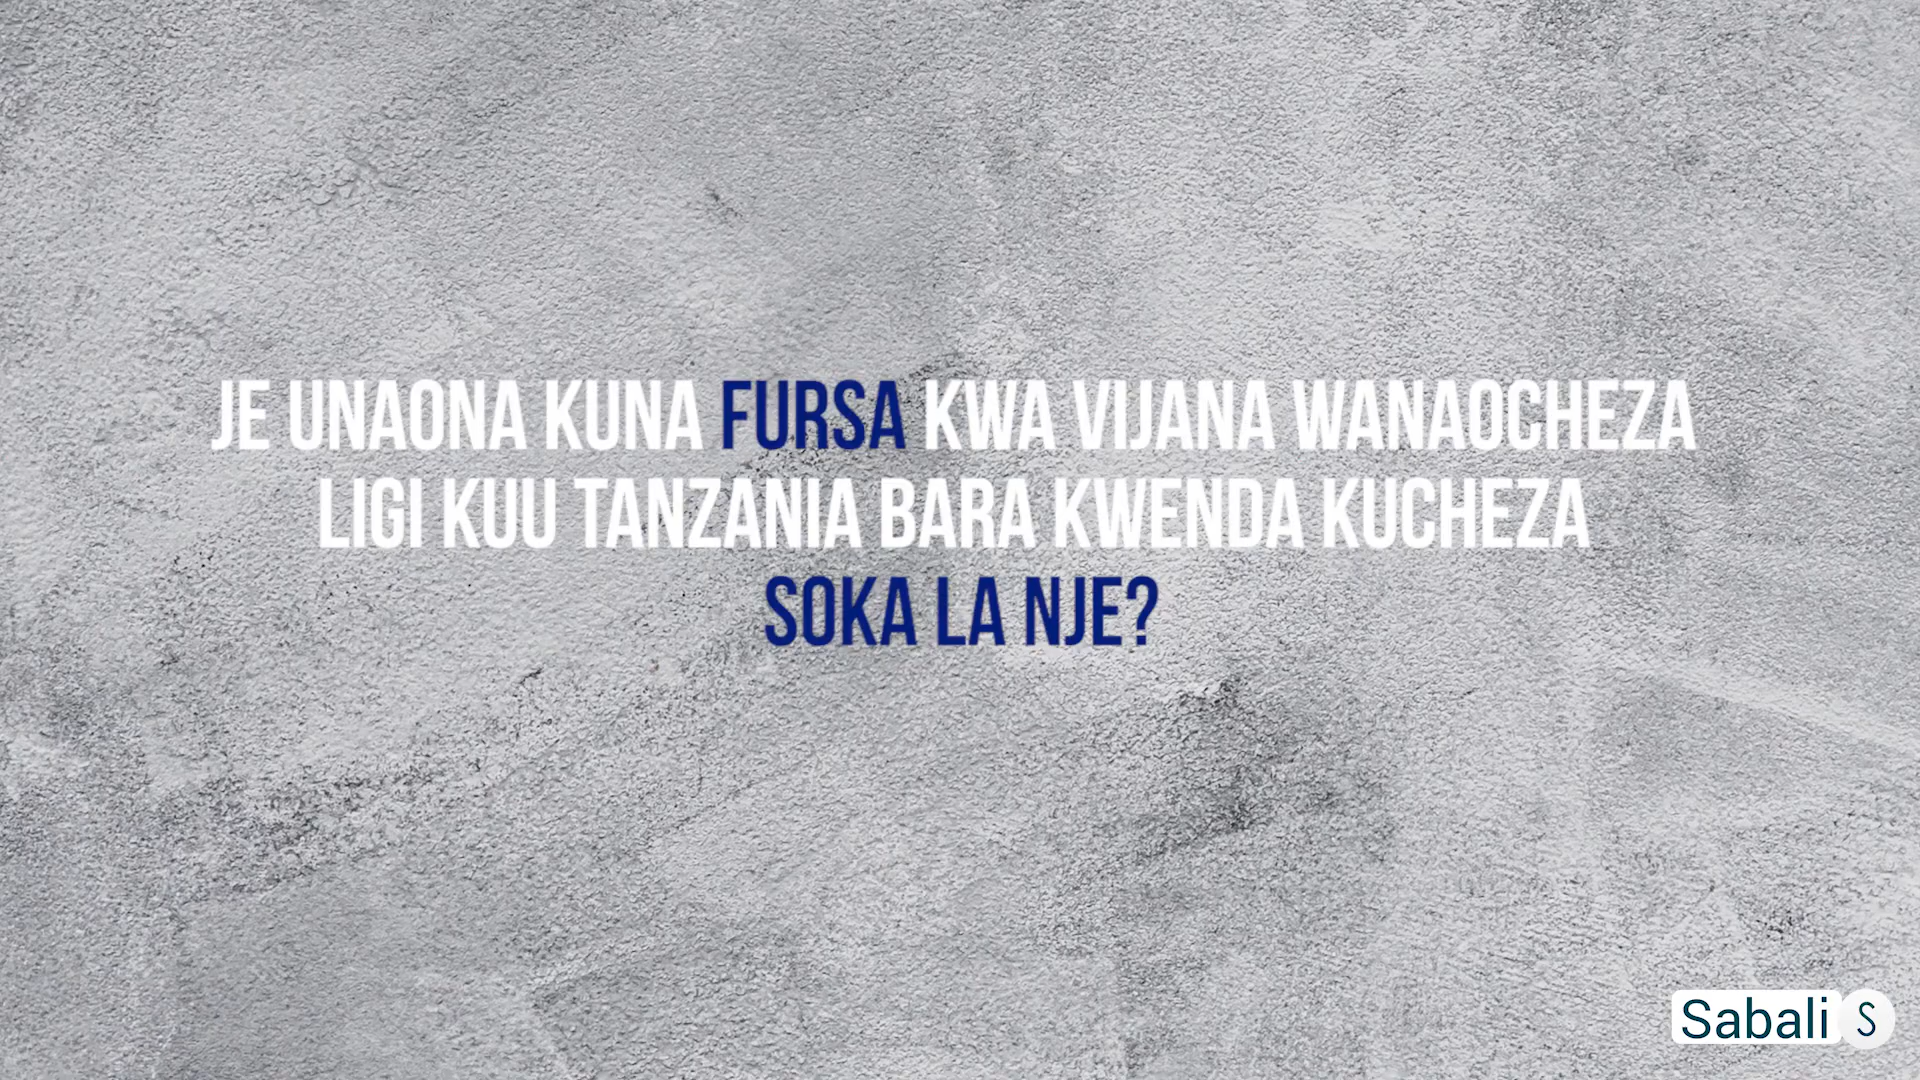 JE UNAONA KUNA FURSA KWA VIJANA WANAOCHEZA
LIGI KUU TANZANIA BARA KWENDA KUCHEZA
SOKA LA NJE?
Sabali S